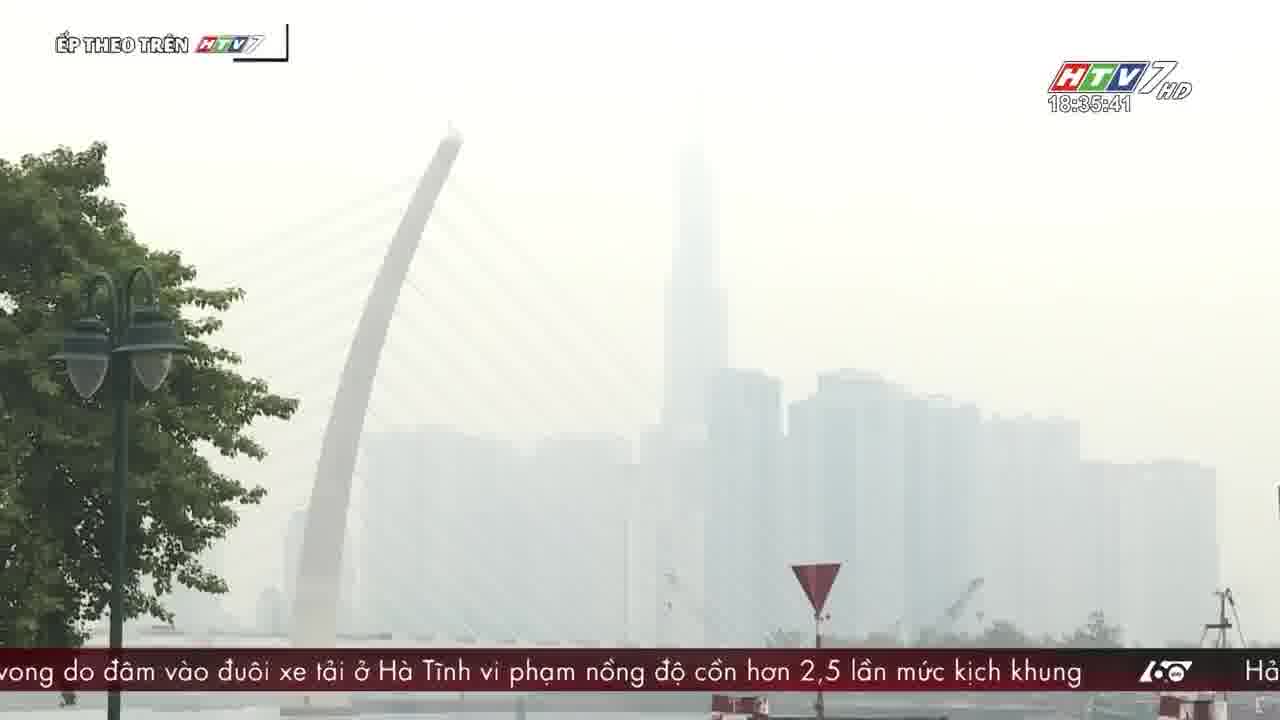 ẾP THEO TRÊN HTV7
HTV7 HD
18:35:41
vong do đâm vào đuôi xe tải ở Hà Tĩnh vi phạm nồng độ cồn hơn 2,5 lần mức kịch khung
60 Hả